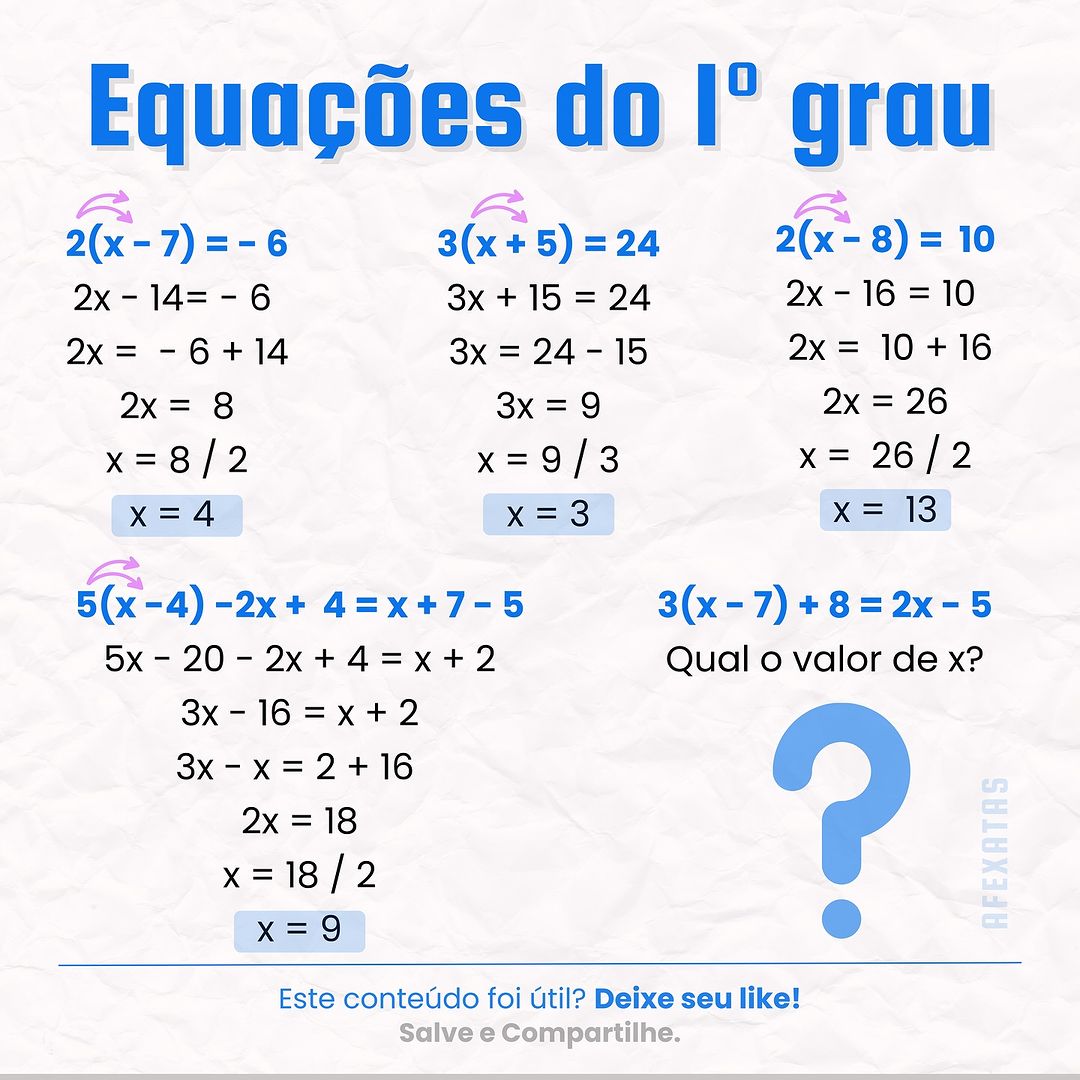 Equações do 1º grau
2(x - 7) = - 6
2x - 14= - 6
2x = - 6 + 14
2x = 8
x = 8 / 2
x = 4
3(x + 5) = 24
3x + 15 = 24
3x = 24 - 15
3x = 9
x = 9 / 3
x = 3
2(x - 8) = 10
2x - 16 = 10
2x = 10 + 16
2x = 26
x = 26 / 2
x = 13
5(x -4) -2x + 4 = x + 7 - 5
5x - 20 - 2x + 4 = x + 2
3x - 16 = x + 2
3x - x = 2 + 16
2x = 18
x = 18 / 2
x = 9
3(x - 7) + 8 = 2x - 5
Qual o valor de x?
?
AFEXATAS
Este conteúdo foi útil? Deixe seu like!
Salve e Compartilhe.